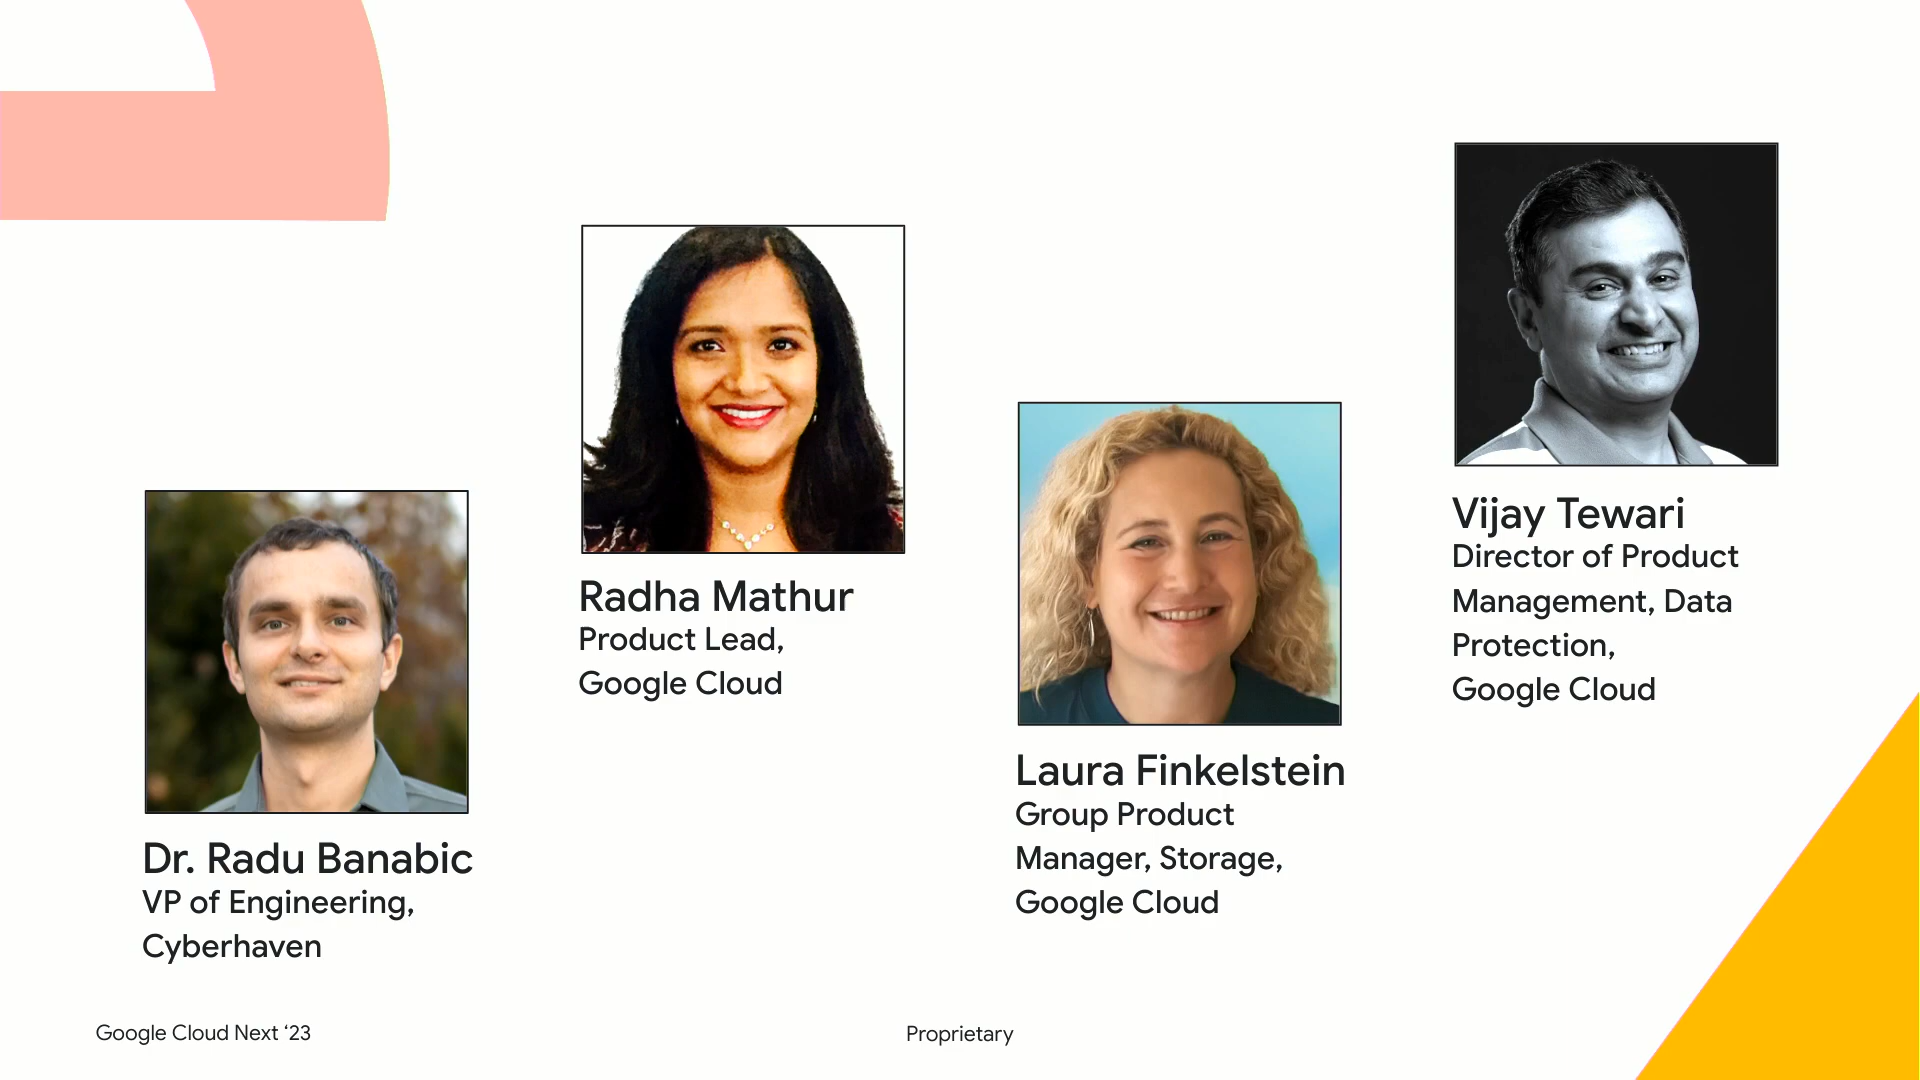 Dr. Radu Banabic
VP of Engineering,
Cyberhaven
Radha Mathur
Product Lead,
Google Cloud
Laura Finkelstein
Group Product
Manager, Storage,
Google Cloud
Vijay Tewari
Director of Product
Management, Data
Protection,
Google Cloud
Google Cloud Next ‘23
Proprietary